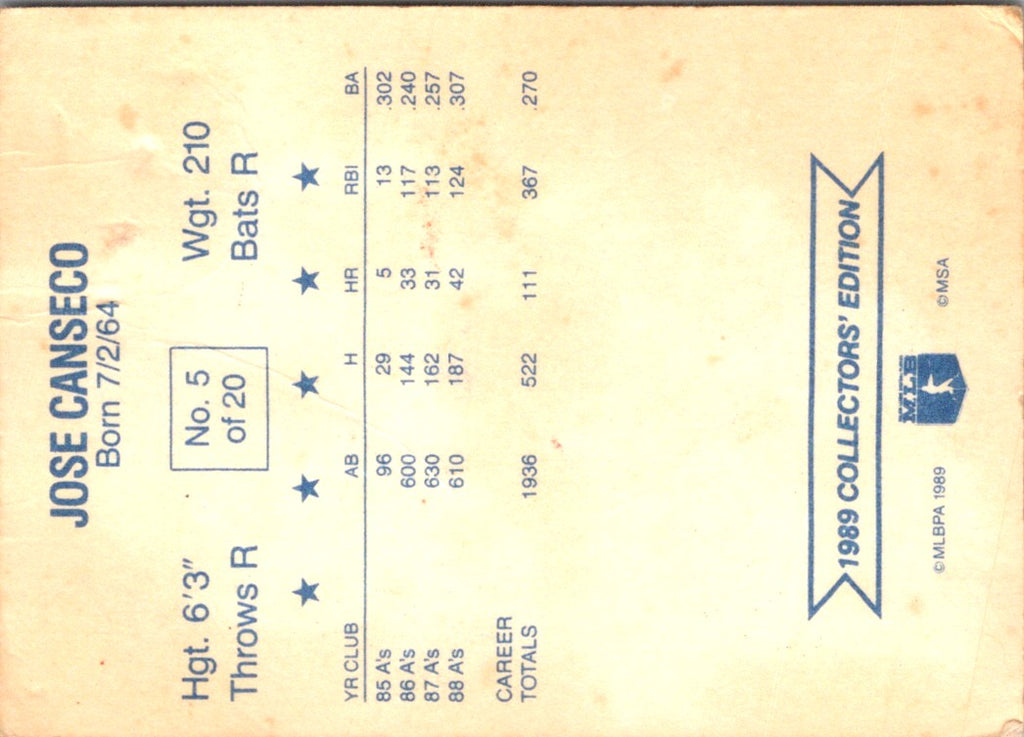 JOSE CANSECO
Born 7/2/64
Hgt. 6'3" No. 5 Wgt. 210
Throws R of 20 Bats R
YR CLUB AB H HR RBI BA
85 A's 96 29 5 13 .302
86 A's 600 144 33 117 .240
87 A's 630 162 31 113 .257
88 A's 610 187 42 124 .307
CAREER
TOTALS 1936 522 111 367 .270
1989 COLLECTORS' EDITION
MLB
©MLBPA 1989 ©MSA